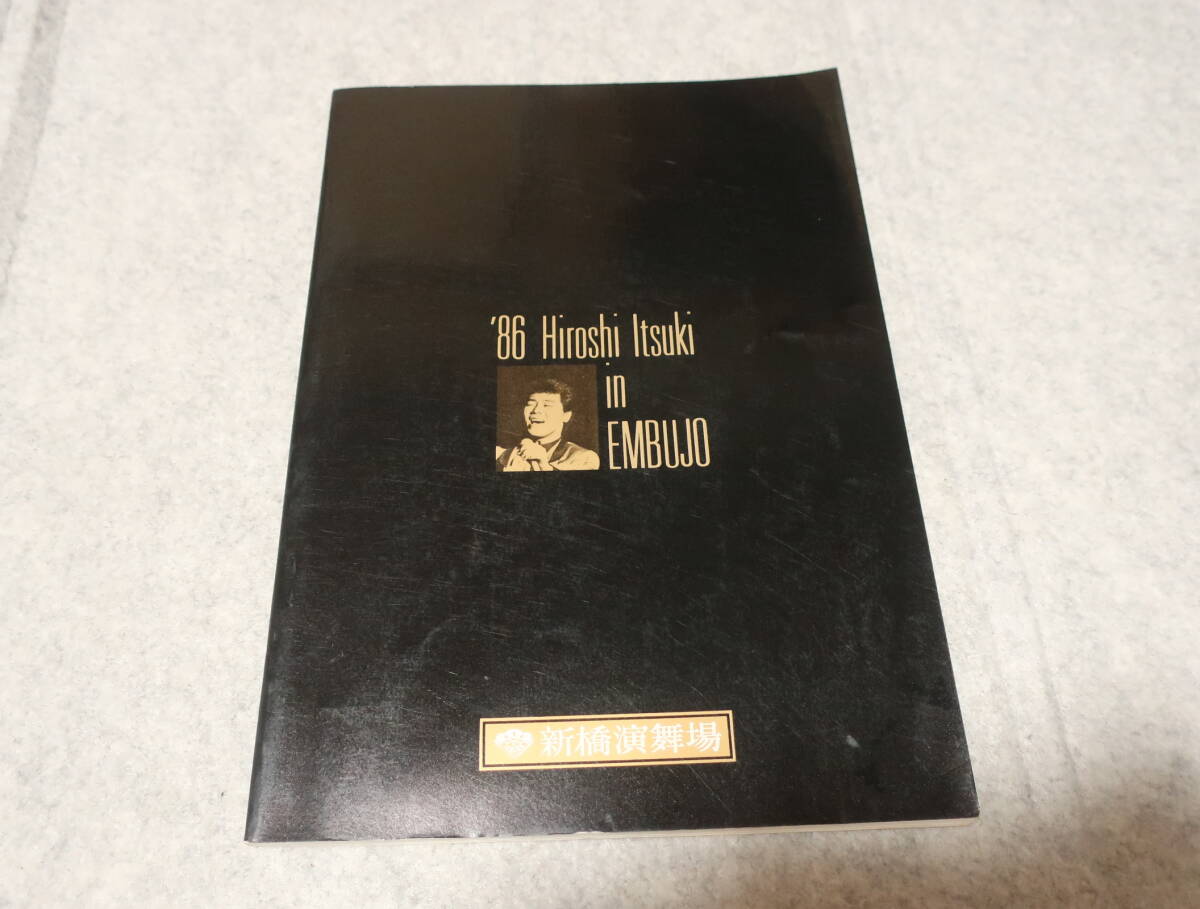 '86 Hiroshi Itsuki
in
EMBUJO
新橋演舞場